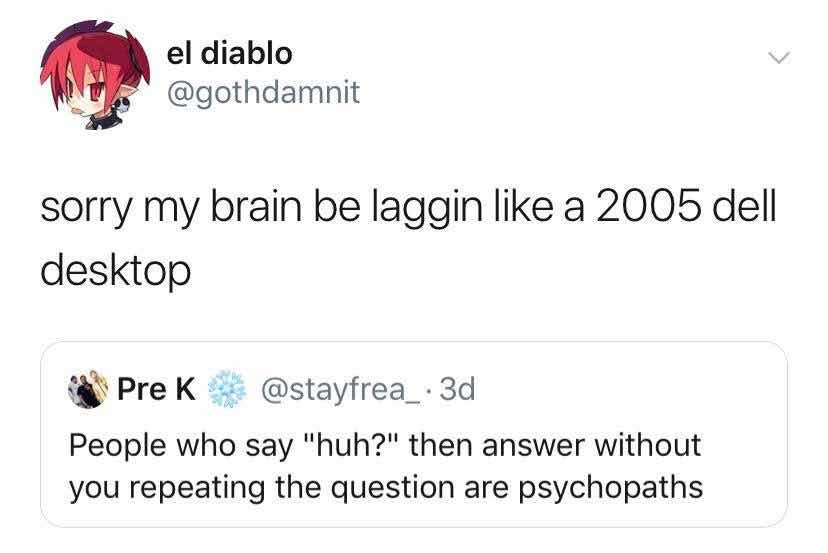 el diablo
@gothdamnit
sorry my brain be laggin like a 2005 dell
desktop
Pre K ❄️ @stayfrea_ · 3d
People who say "huh?" then answer without
you repeating the question are psychopaths